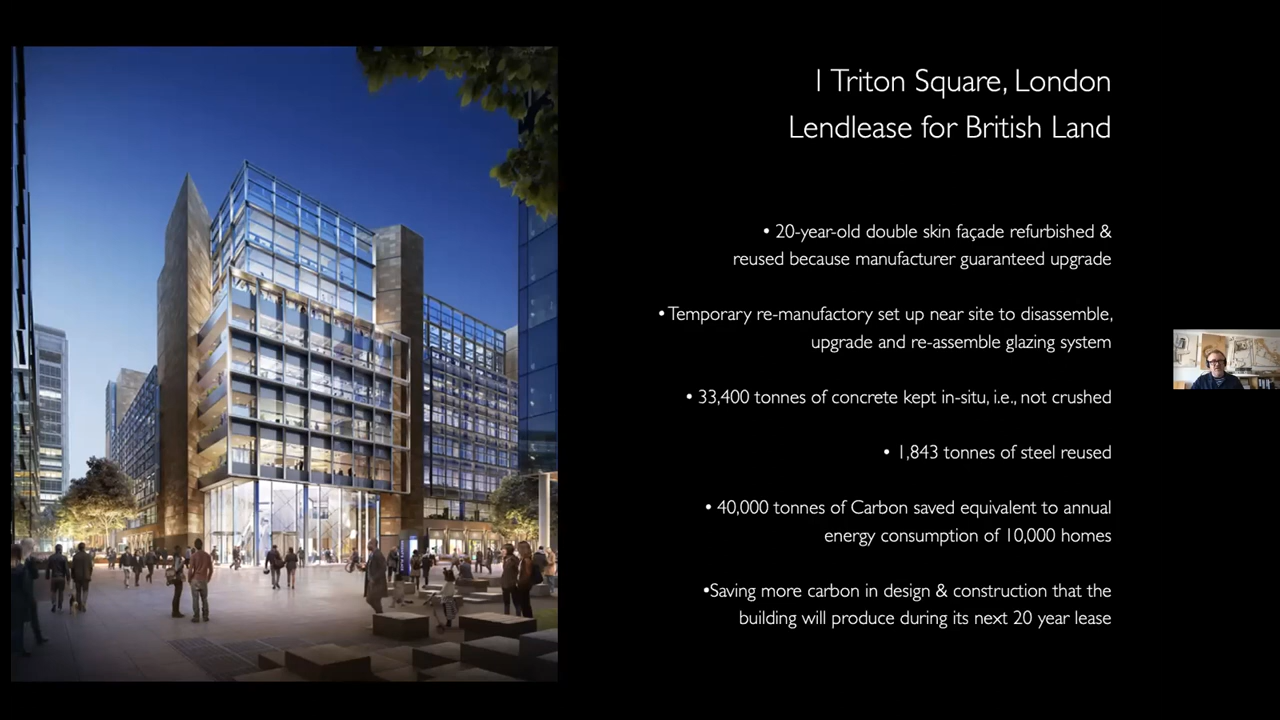 1 Triton Square, London
Lendlease for British Land
• 20-year-old double skin façade refurbished &
reused because manufacturer guaranteed upgrade
• Temporary re-manufactory set up near site to disassemble,
upgrade and re-assemble glazing system
• 33,400 tonnes of concrete kept in-situ, i.e., not crushed
• 1,843 tonnes of steel reused
• 40,000 tonnes of Carbon saved equivalent to annual
energy consumption of 10,000 homes
•Saving more carbon in design & construction that the
building will produce during its next 20 year lease